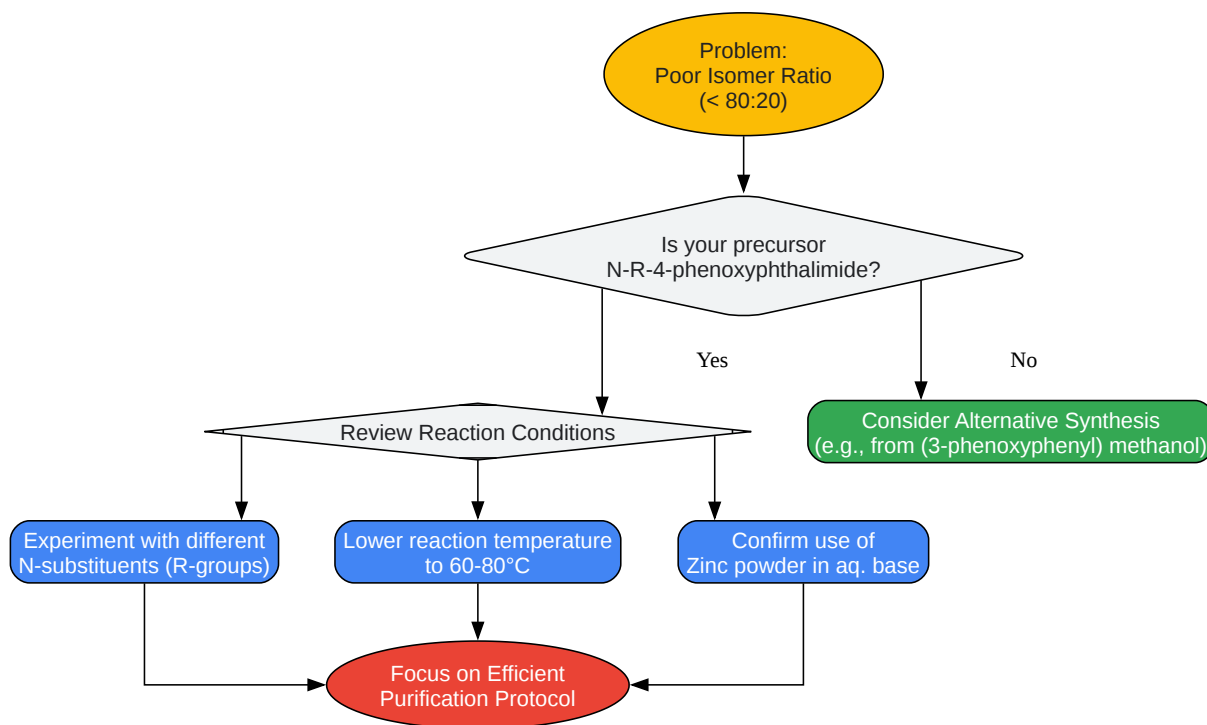 Problem:
Poor Isomer Ratio
(< 80:20)
Is your precursor
N-R-4-phenoxyphthalimide?
Yes
No
Review Reaction Conditions
Consider Alternative Synthesis
(e.g., from (3-phenoxyphenyl) methanol)
Experiment with different
N-substituents (R-groups)
Lower reaction temperature
to 60-80°C
Confirm use of
Zinc powder in aq. base
Focus on Efficient
Purification Protocol